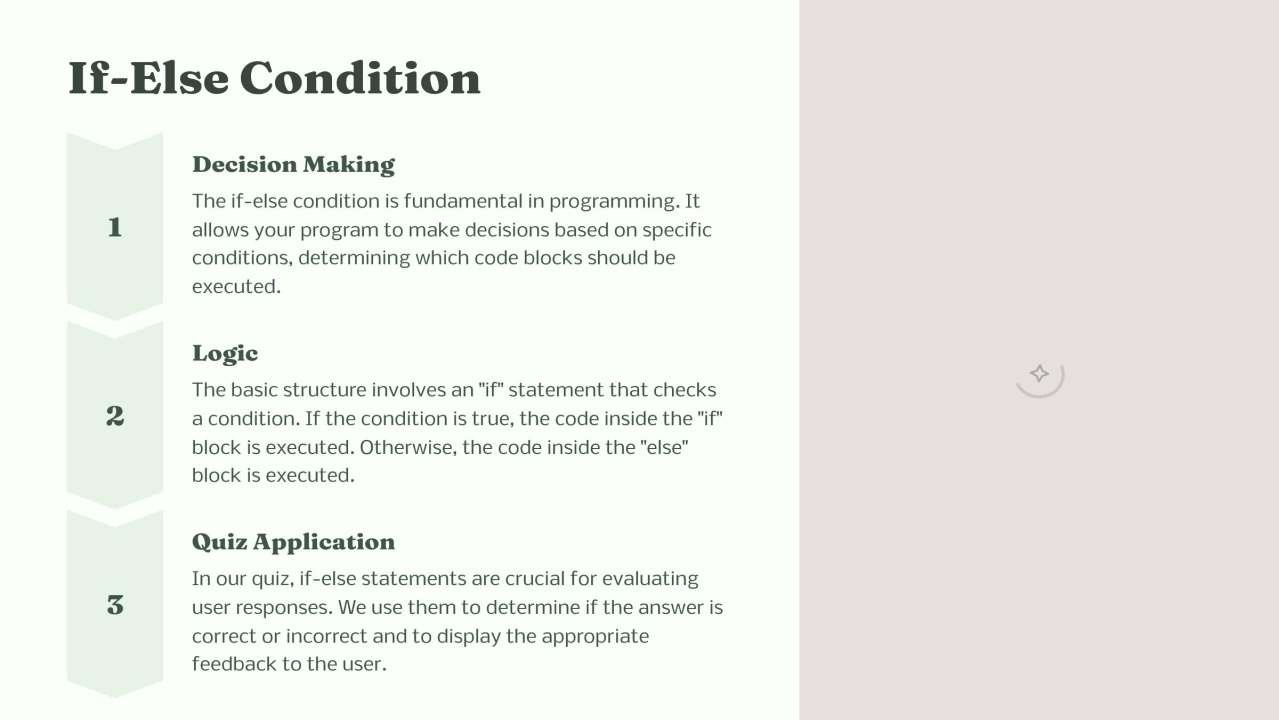 If-Else Condition
1
Decision Making
The if-else condition is fundamental in programming. It
allows your program to make decisions based on specific
conditions, determining which code blocks should be
executed.
2
Logic
The basic structure involves an "if" statement that checks
a condition. If the condition is true, the code inside the "if"
block is executed. Otherwise, the code inside the "else"
block is executed.
3
Quiz Application
In our quiz, if-else statements are crucial for evaluating
user responses. We use them to determine if the answer is
correct or incorrect and to display the appropriate
feedback to the user.